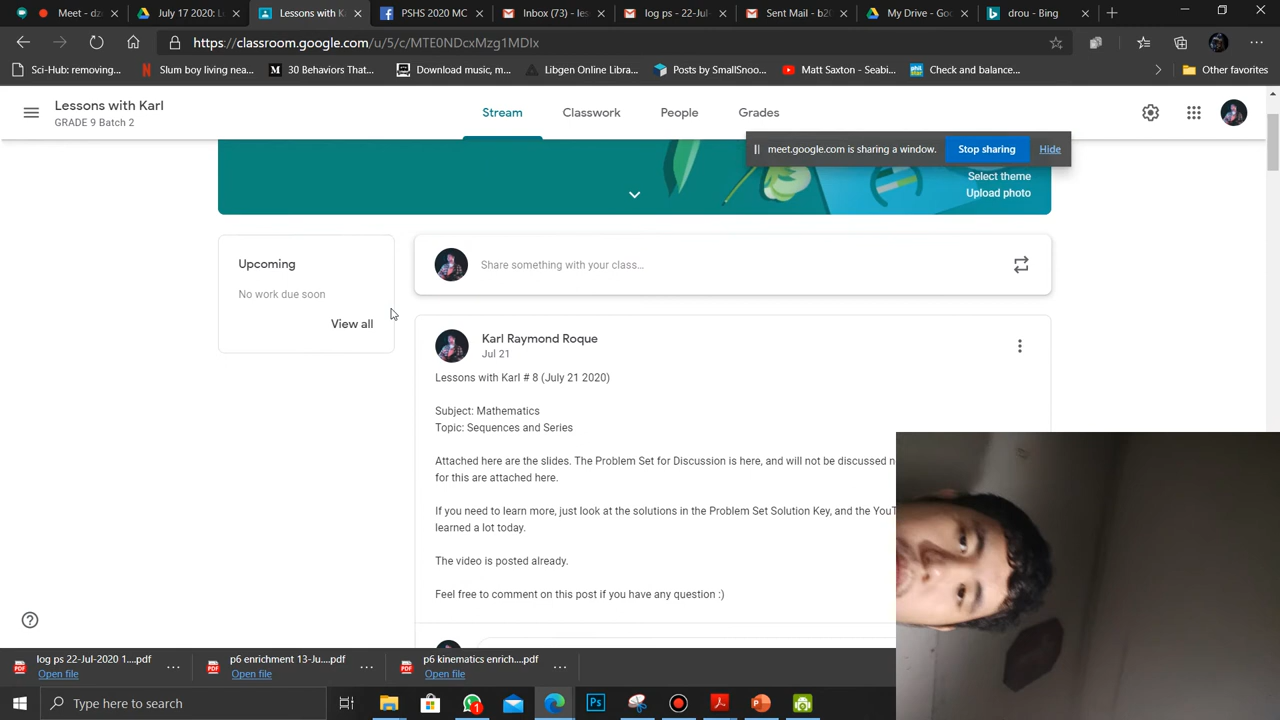 Meet - dz
July 17 2020: L
Lessons with K
PSHS 2020 MC
Inbox (73) - les
log ps - 22-Jul-
Sent Mail - b20
My Drive - Goo
drou - Bing
https://classroom.google.com/u/5/c/MTE0NDcxMzg1MDIx
Sci-Hub: removing...
Slum boy living nea...
30 Behaviors That...
Download music, m...
Libgen Online Libra...
Posts by SmallSnoo...
Matt Saxton - Seabi...
Check and balance...
Other favorites
Lessons with Karl
GRADE 9 Batch 2
Stream
Classwork
People
Grades
meet.google.com is sharing a window.
Stop sharing
Hide
Select theme
Upload photo
Upcoming
No work due soon
View all
Share something with your class...
Karl Raymond Roque
Jul 21
Lessons with Karl # 8 (July 21 2020)
Subject: Mathematics
Topic: Sequences and Series
Attached here are the slides. The Problem Set for Discussion is here, and will not be discussed n
for this are attached here.
If you need to learn more, just look at the solutions in the Problem Set Solution Key, and the YouT
learned a lot today.
The video is posted already.
Feel free to comment on this post if you have any question :)
log ps 22-Jul-2020 1....pdf
Open file
p6 enrichment 13-Ju....pdf
Open file
p6 kinematics enrich....pdf
Open file
Type here to search